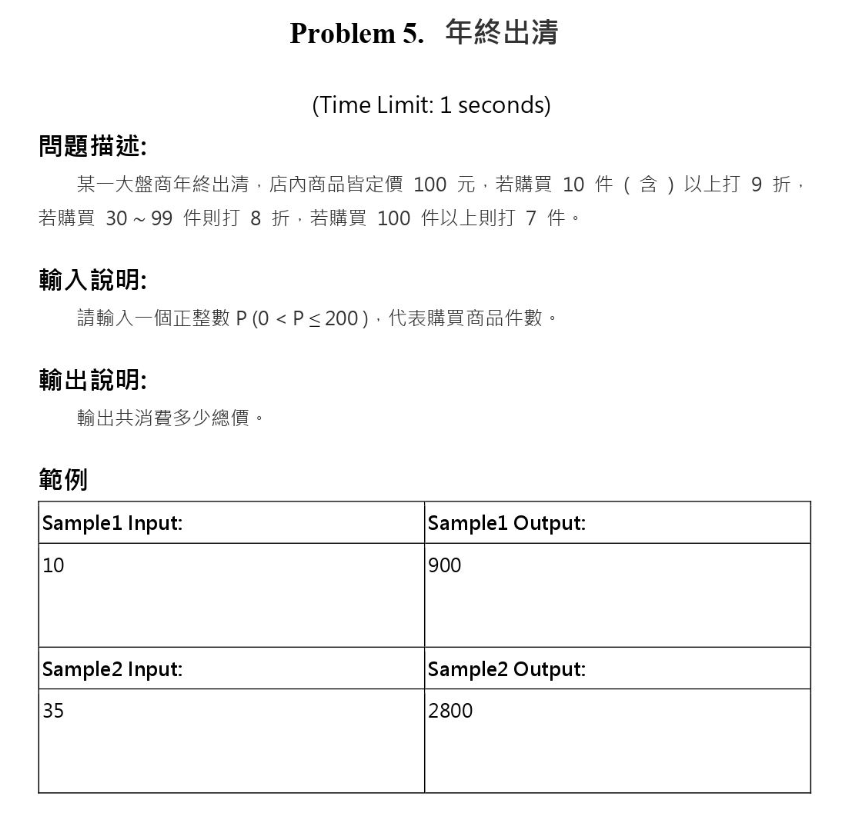 Problem 5. 年終出清
(Time Limit: 1 seconds)
問題描述:
某一大盤商年終出清，店內商品皆定價 100 元，若購買 10 件 ( 含 ) 以上打 9 折，
若購買 30 ~ 99 件則打 8 折，若購買 100 件以上則打 7 件。
輸入說明:
請輸入一個正整數 P (0 < P ≤ 200 )，代表購買商品件數。
輸出說明:
輸出共消費多少總價。
範例
Sample1 Input:
Sample1 Output:
10
900
Sample2 Input:
Sample2 Output:
35
2800